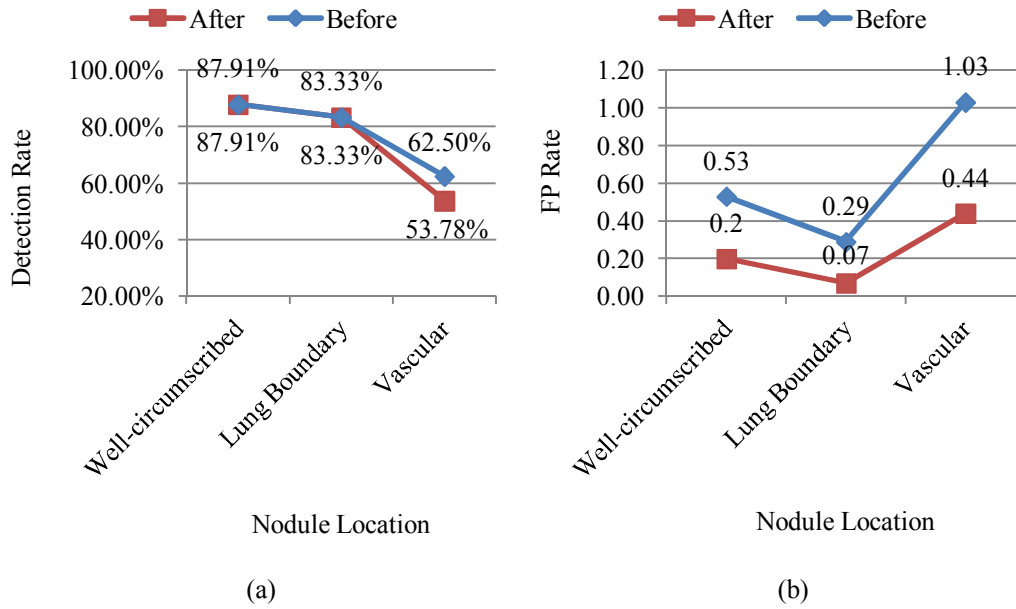 After Before
Detection Rate
100.00%
80.00%
60.00%
40.00%
20.00%
87.91%
83.33%
62.50%
87.91%
83.33%
53.78%
Well-circumscribed
Lung Boundary
Vascular
Nodule Location
(a)
After Before
FP Rate
1.20
1.00
0.80
0.60
0.40
0.20
0.00
1.03
0.53
0.29
0.44
0.2
0.07
Well-circumscribed
Lung Boundary
Vascular
Nodule Location
(b)